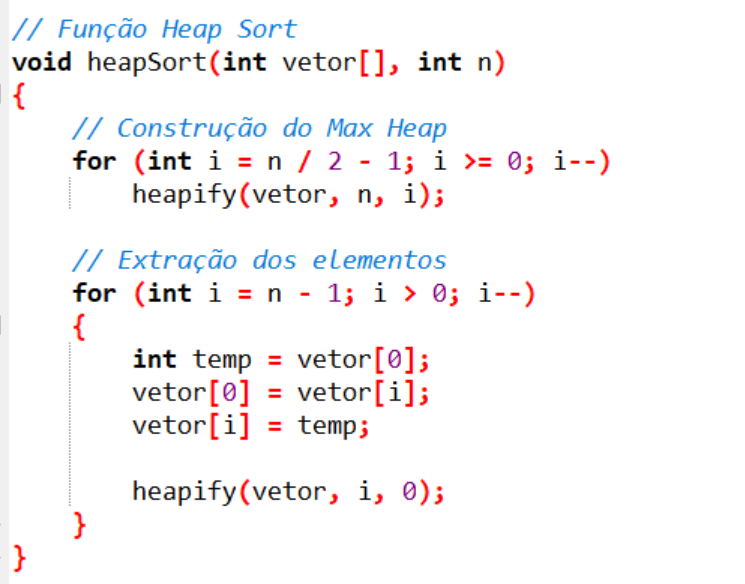 // Função Heap Sort
void heapSort(int vetor[], int n)
{
    // Construção do Max Heap
    for (int i = n / 2 - 1; i >= 0; i--)
        heapify(vetor, n, i);

    // Extração dos elementos
    for (int i = n - 1; i > 0; i--)
    {
        int temp = vetor[0];
        vetor[0] = vetor[i];
        vetor[i] = temp;

        heapify(vetor, i, 0);
    }
}